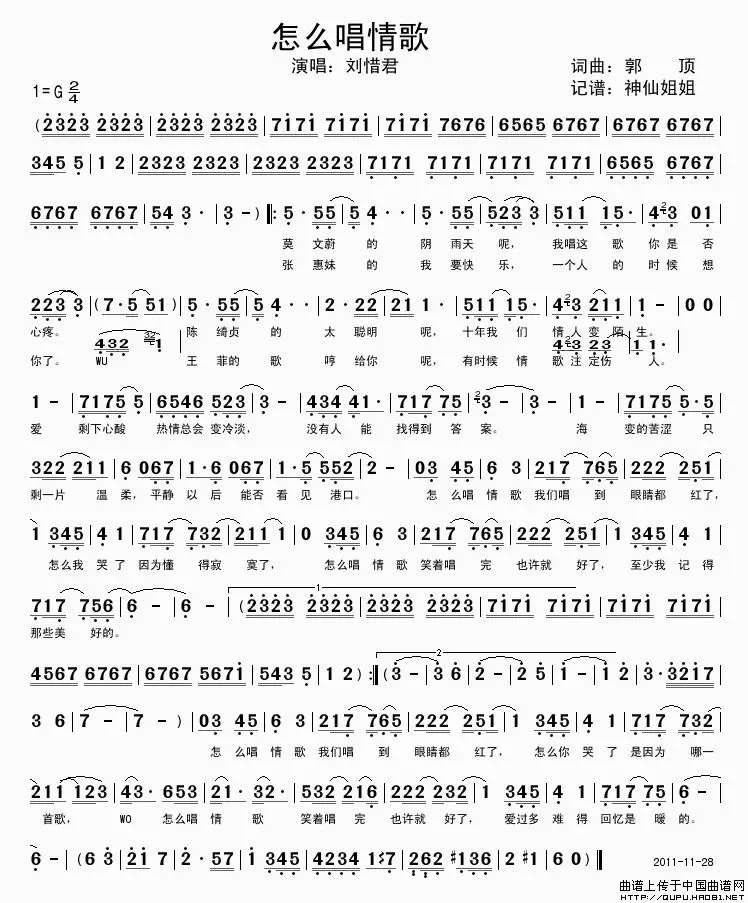 怎么唱情歌
演唱：刘惜君
词曲：郭 顶
1=G 2/4
记谱：神仙姐姐
(2323 2323 | 2323 2323 | 7171 7171 | 7171 7171 | 7171 7676 | 6565 6767 | 6767 6767 |
345 5 | 1 2 | 2323 2323 | 2323 2323 | 7171 7171 | 7171 7171 | 6565 6767 |
6767 6767 | 54 3· | 3 -) |: 5· 55 | 5 4·· | 5· 55 | 523 3 | 511 15· | 4 3 01 |
莫 文蔚 的 阴 雨天 呢， 我唱这 歌 你 是 否
张 惠妹 的 我 要快 乐， 一个人 的 时 候 想
223 3 | (7·5 51) | 5· 55 | 5 4·· | 2· 22 | 21 1· | 511 15· | 4 3 211 | 1 - | 0 0
心疼。 陈 绮贞 的 太 聪明 呢， 十年我 们 情 人 变 陌 生。
432 321
4 3 23 1 1·
你了。 WU 王 菲的 歌 哼 给你 呢， 有时候 情 歌 注 定伤 人。
1 - | 7175 5 | 6546 523 | 3 - | 434 41· | 717 75 | 3 - | 3 - | 1 - | 7175 5·5
爱 剩下心酸 热情总会 变冷淡， 没有人 能 找得到 答 案。 海 变的苦涩 只
322 211 | 6 067 | 1·6 067 | 1·5 552 | 2 - | 03 45 | 6 3 | 217 765 | 222 251 |
剩一片 温 柔，平静 以 后 能否 看 见 港口。 怎 么唱 情 歌 我们唱 到 眼睛都 红了，
1 345 | 4 1 | 717 732 | 211 1 | 0 345 | 6 3 | 217 765 | 222 251 | 1 345 | 4 1
怎么我 哭 了 因为懂 得寂 寞了， 怎么唱 情 歌 笑着唱 完 也许就 好了， 至少我 记 得
717 756 | 6 - | 6 - | (2323 2323 | 2323 2323 | 7171 7171 | 7171 7171
1
那些美 好的。
4567 6767 | 6767 5671 | 543 5 | 1 2) :| (3 - | 3 6 | 2 - | 2 5 | 1 - | 1 2 | 3·3217
2
3 6 | 7 - | 7 -) | 03 45 | 6 3 | 217 765 | 222 251 | 1 345 | 4 1 | 717 732
怎 么唱 情 歌 我们唱 到 眼睛都 红了， 怎么你 哭 了 是因为 哪一
211 123 | 43· 653 | 21· 32· | 532 216 | 222 232 | 1 345 | 4 1 | 717 75 | 6 -
首歌， WO 怎么唱 情 歌 笑着唱 完 也许就 好了， 爱过多 难 得 回忆是 暖 的。
6 - | (6 3 | 21 7 | 2· 5 | 1 345 | 4234 1♯7 | 2 262 ♯1136 | 2 ♯1 | 6 0) ‖
2011-11-28
曲谱上传于中国曲谱网
HTTP://QUPU.HAO81.NET